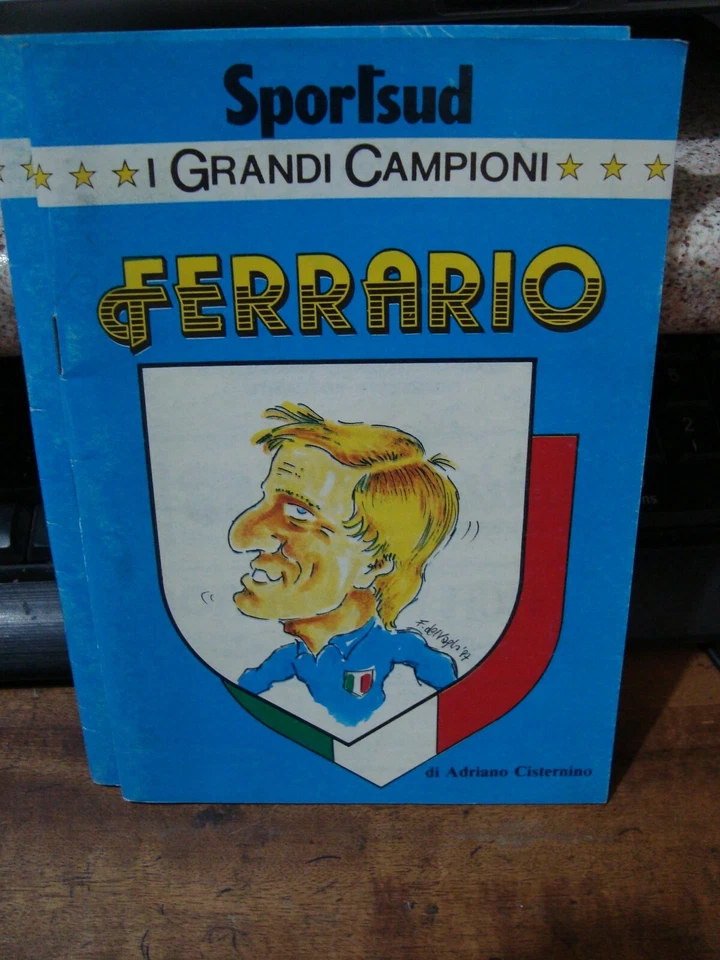 Sportsud
I GRANDI CAMPIONI
FERRARIO
di Adriano Cisternino